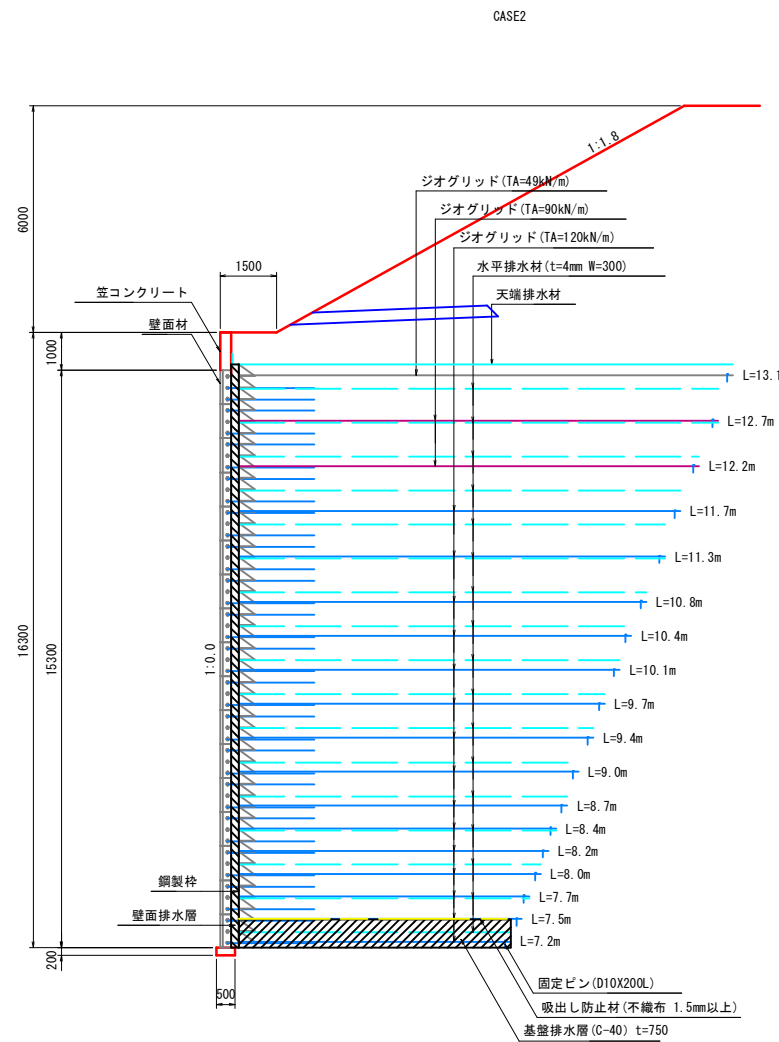 CASE2
1:1.8
ジオグリッド(TA=49kN/m)
ジオグリッド(TA=90kN/m)
ジオグリッド(TA=120kN/m)
水平排水材(t=4mm W=300)
天端排水材
6000
1500
笠コンクリート
壁面材
1000
L=13.1
L=12.7m
L=12.2m
L=11.7m
L=11.3m
L=10.8m
L=10.4m
L=10.1m
L=9.7m
L=9.4m
L=9.0m
L=8.7m
L=8.4m
L=8.2m
L=8.0m
L=7.7m
L=7.5m
L=7.2m
16300
15300
1:0.0
鋼製枠
壁面排水層
200
500
固定ピン(D10X200L)
吸出し防止材(不織布 1.5mm以上)
基盤排水層(C-40) t=750